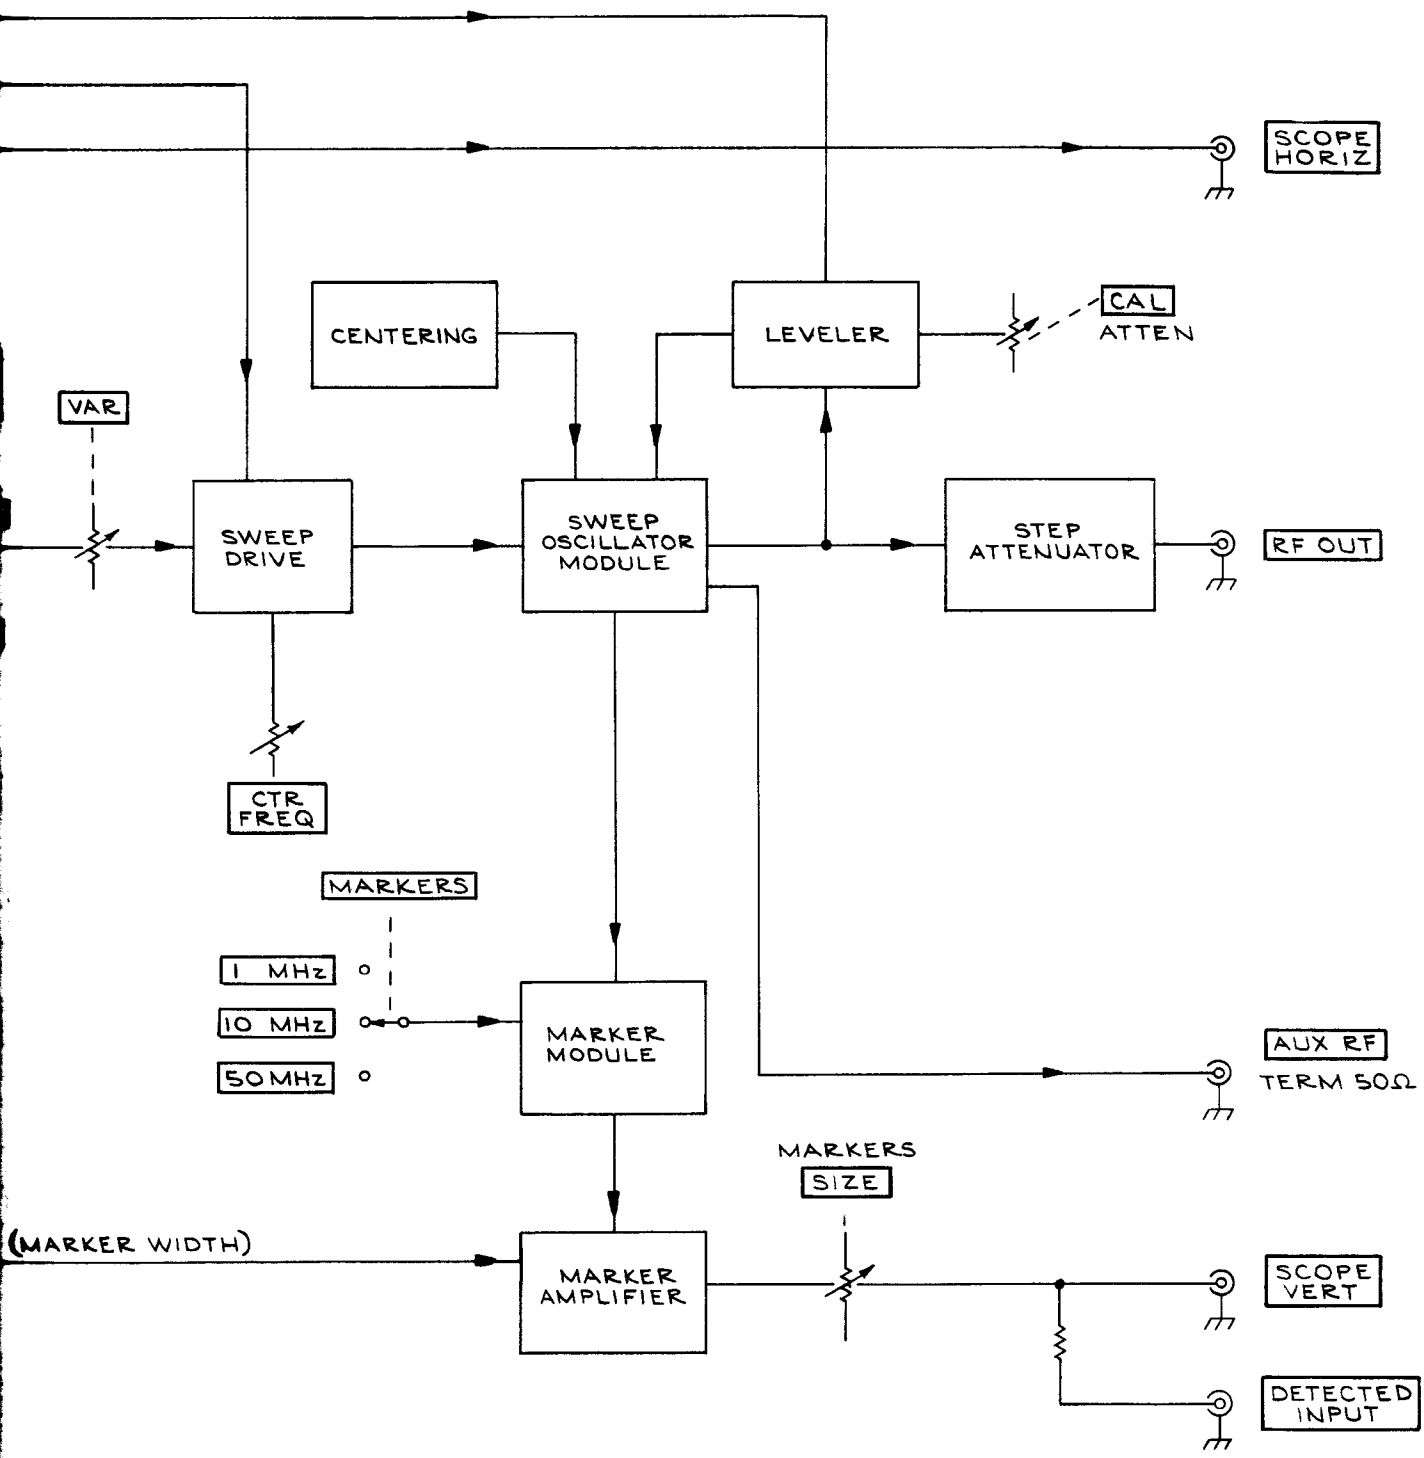 SCOPE
HORIZ
CENTERING
LEVELER
CAL
ATTEN
VAR
SWEEP
DRIVE
SWEEP
OSCILLATOR
MODULE
STEP
ATTENUATOR
RF OUT
CTR
FREQ
MARKERS
1 MHz
10 MHz
50 MHz
MARKER
MODULE
AUX RF
TERM 50Ω
MARKERS
SIZE
(MARKER WIDTH)
MARKER
AMPLIFIER
SCOPE
VERT
DETECTED
INPUT